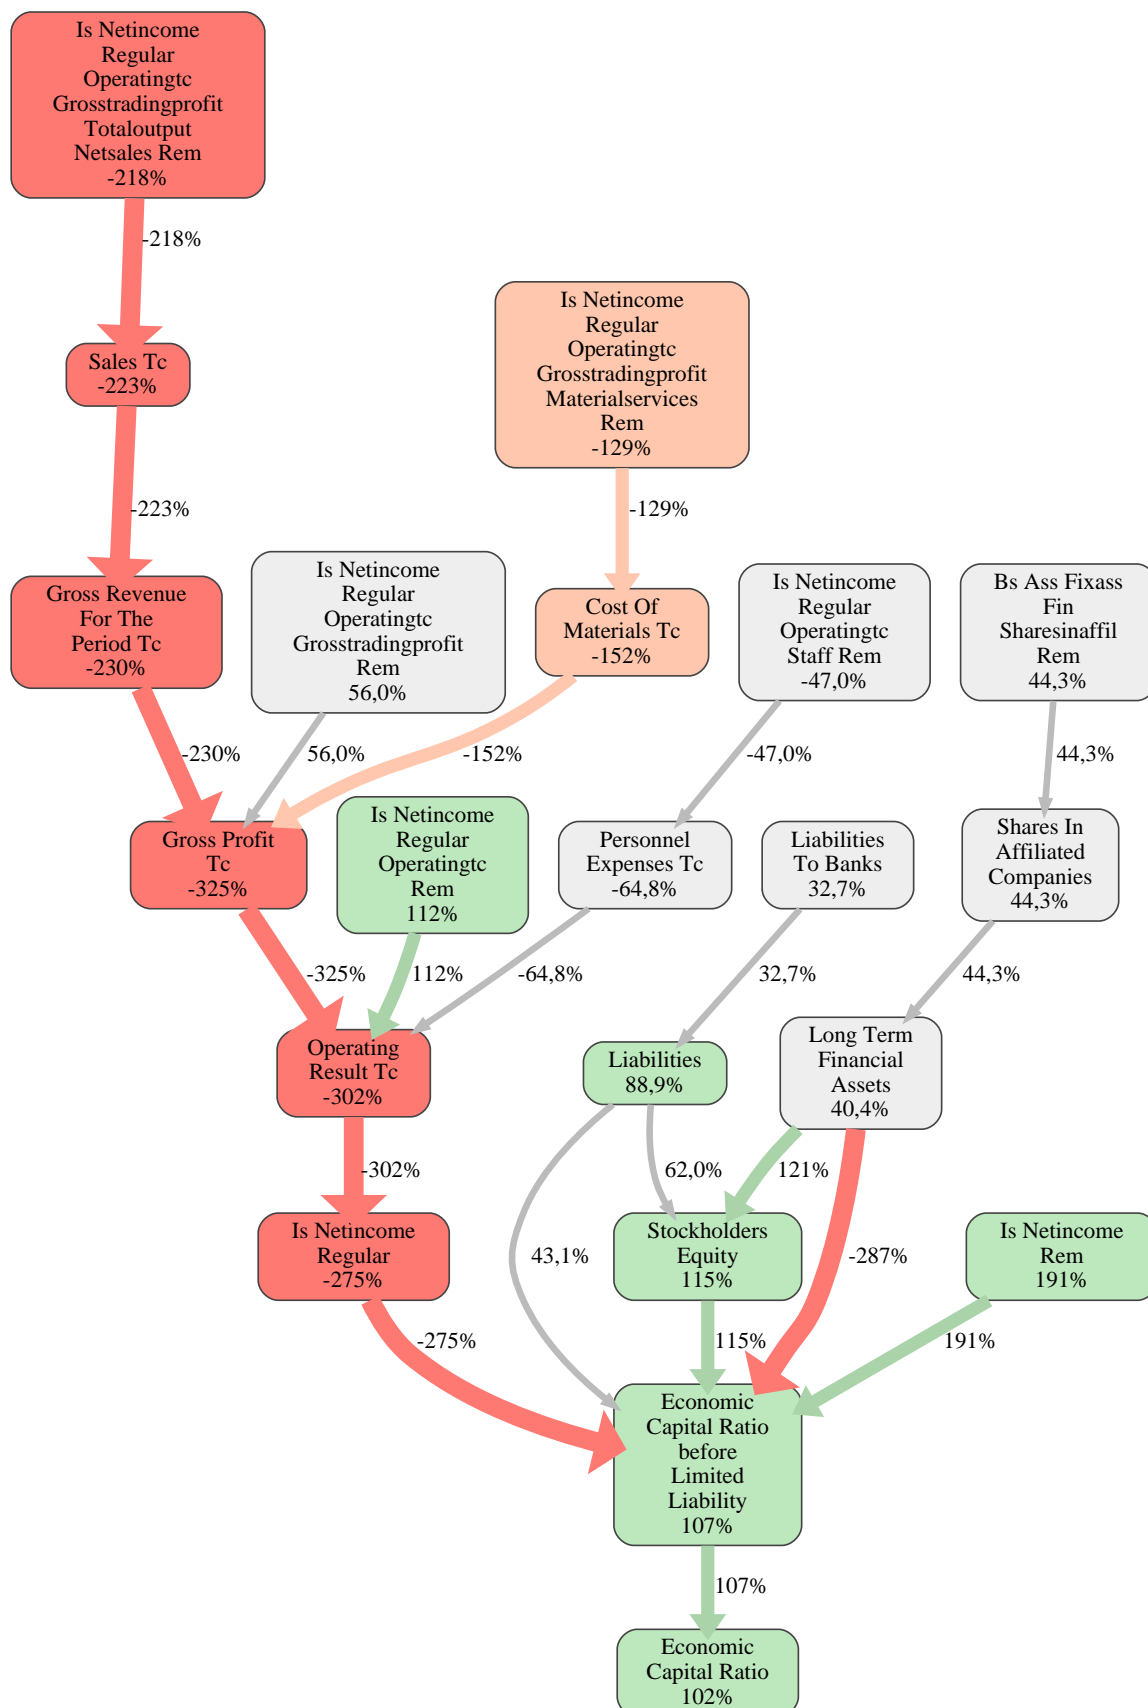 Is Netincome
Regular
Operatingtc
Grosstradingprofit
Totaloutput
Netsales Rem
-218%
-218%
Sales Tc
-223%
Is Netincome
Regular
Operatingtc
Grosstradingprofit
Materialservices
Rem
-129%
-223%
-129%
Gross Revenue
For The
Period Tc
-230%
Is Netincome
Regular
Operatingtc
Grosstradingprofit
Rem
56,0%
Cost Of
Materials Tc
-152%
Is Netincome
Regular
Operatingtc
Staff Rem
-47,0%
Bs Ass Fixass
Fin
Sharesinaffil
Rem
44,3%
-230%
56,0%
-152%
-47,0%
44,3%
Gross Profit
Tc
-325%
Is Netincome
Regular
Operatingtc
Rem
112%
Personnel
Expenses Tc
-64,8%
Liabilities
To Banks
32,7%
Shares In
Affiliated
Companies
44,3%
-325%
112%
-64,8%
32,7%
44,3%
Operating
Result Tc
-302%
Liabilities
88,9%
Long Term
Financial
Assets
40,4%
-302%
62,0%
121%
Is Netincome
Regular
-275%
43,1%
Stockholders
Equity
115%
-287%
Is Netincome
Rem
191%
-275%
115%
191%
Economic
Capital Ratio
before
Limited
Liability
107%
107%
Economic
Capital Ratio
102%